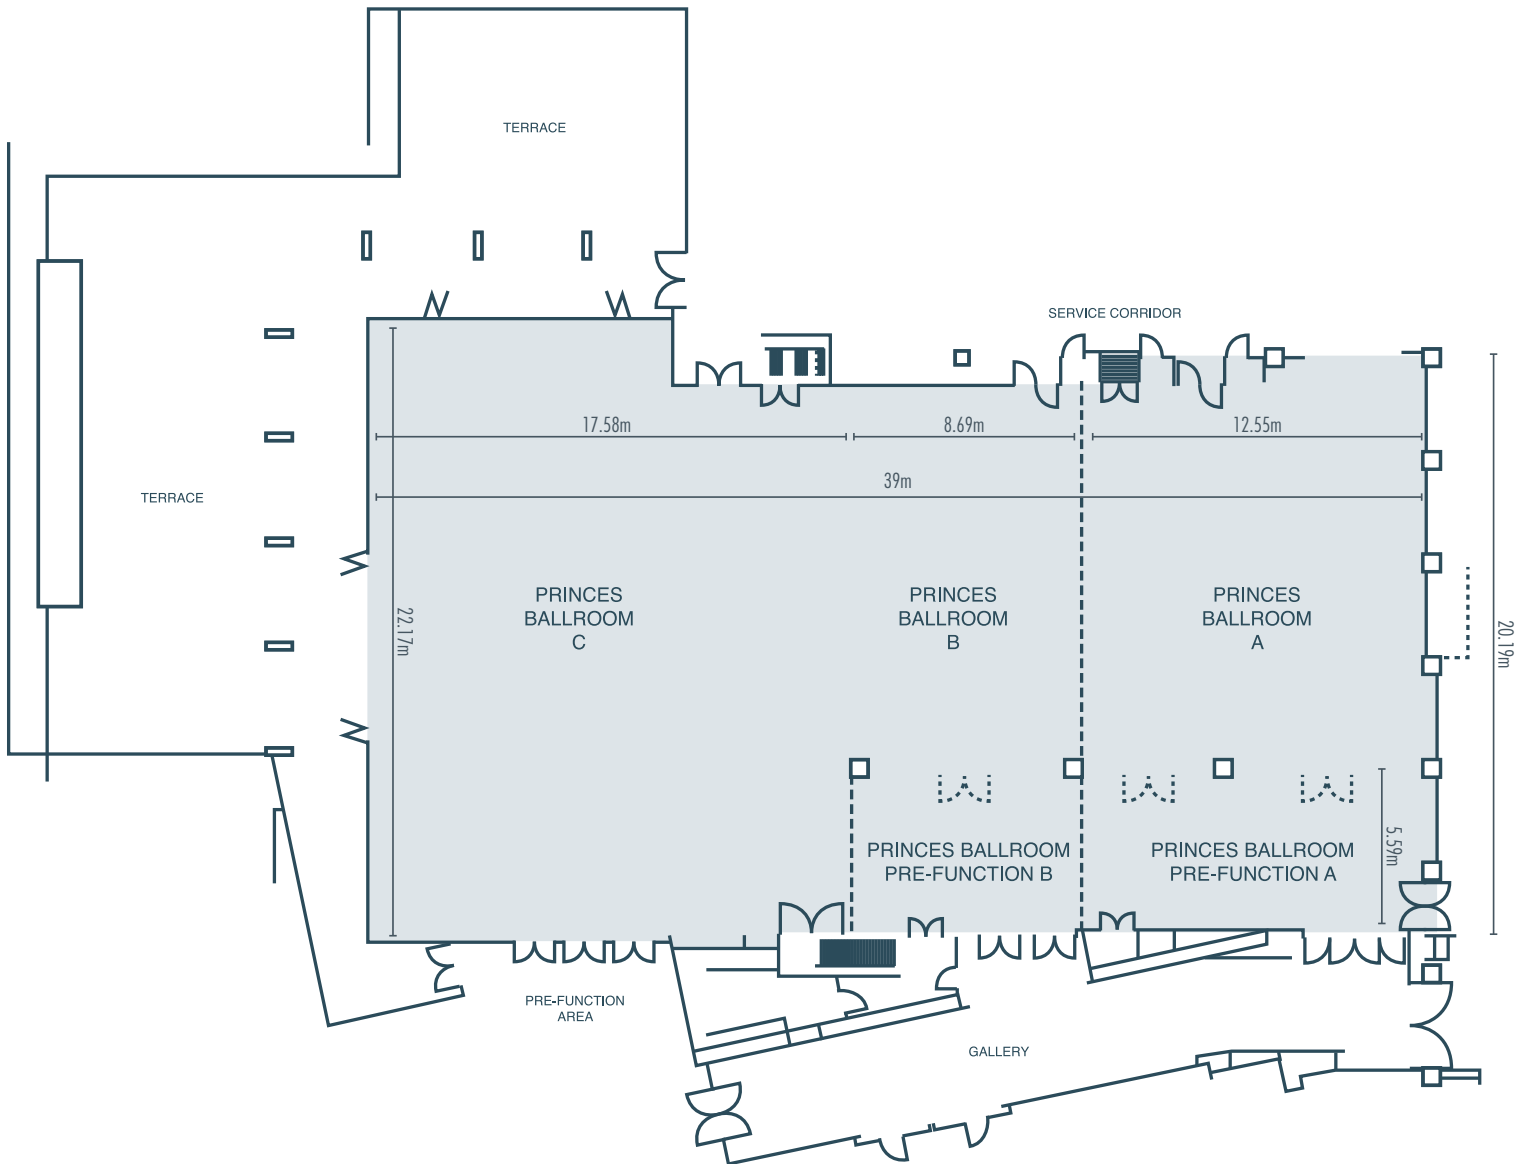 TERRACE
SERVICE CORRIDOR
17.58m
8.69m
12.55m
39m
TERRACE
PRINCES
BALLROOM
C
PRINCES
BALLROOM
B
PRINCES
BALLROOM
A
22.17m
20.19m
5.59m
PRINCES BALLROOM
PRE-FUNCTION B
PRINCES BALLROOM
PRE-FUNCTION A
PRE-FUNCTION
AREA
GALLERY